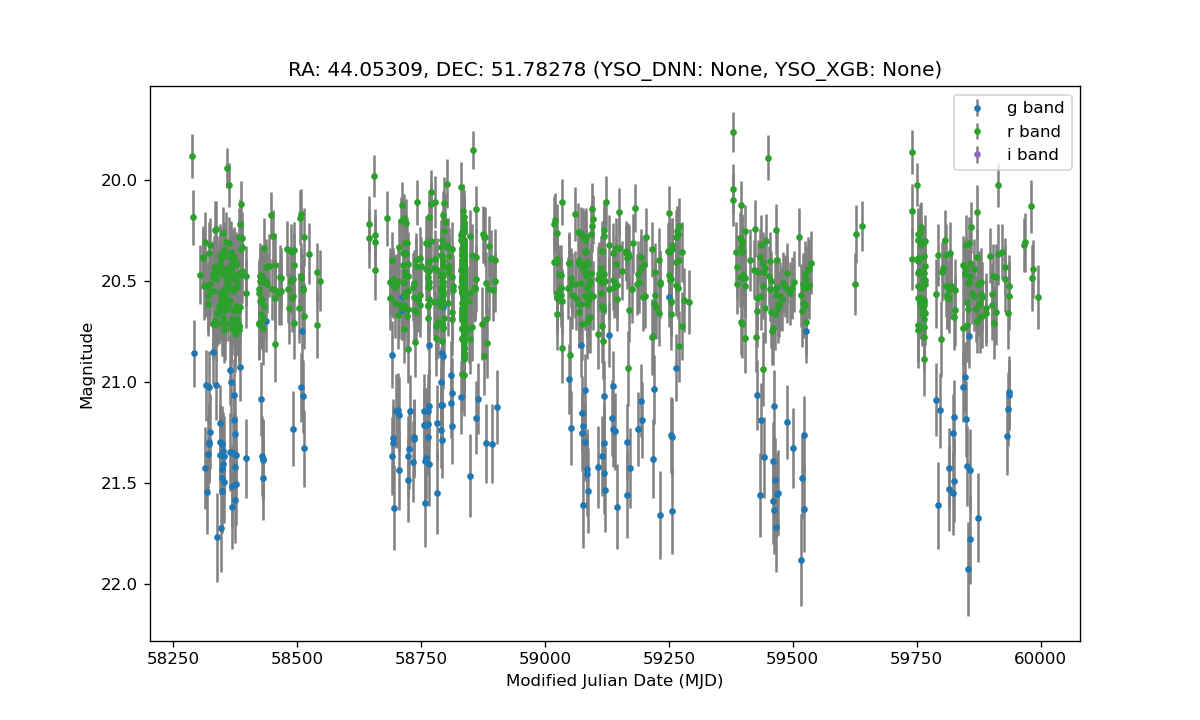 RA: 44.05309, DEC: 51.78278 (YSO_DNN: None, YSO_XGB: None)
g band
r band
i band
20.0
20.5
21.0
21.5
22.0
Magnitude
58250 58500 58750 59000 59250 59500 59750 60000
Modified Julian Date (MJD)